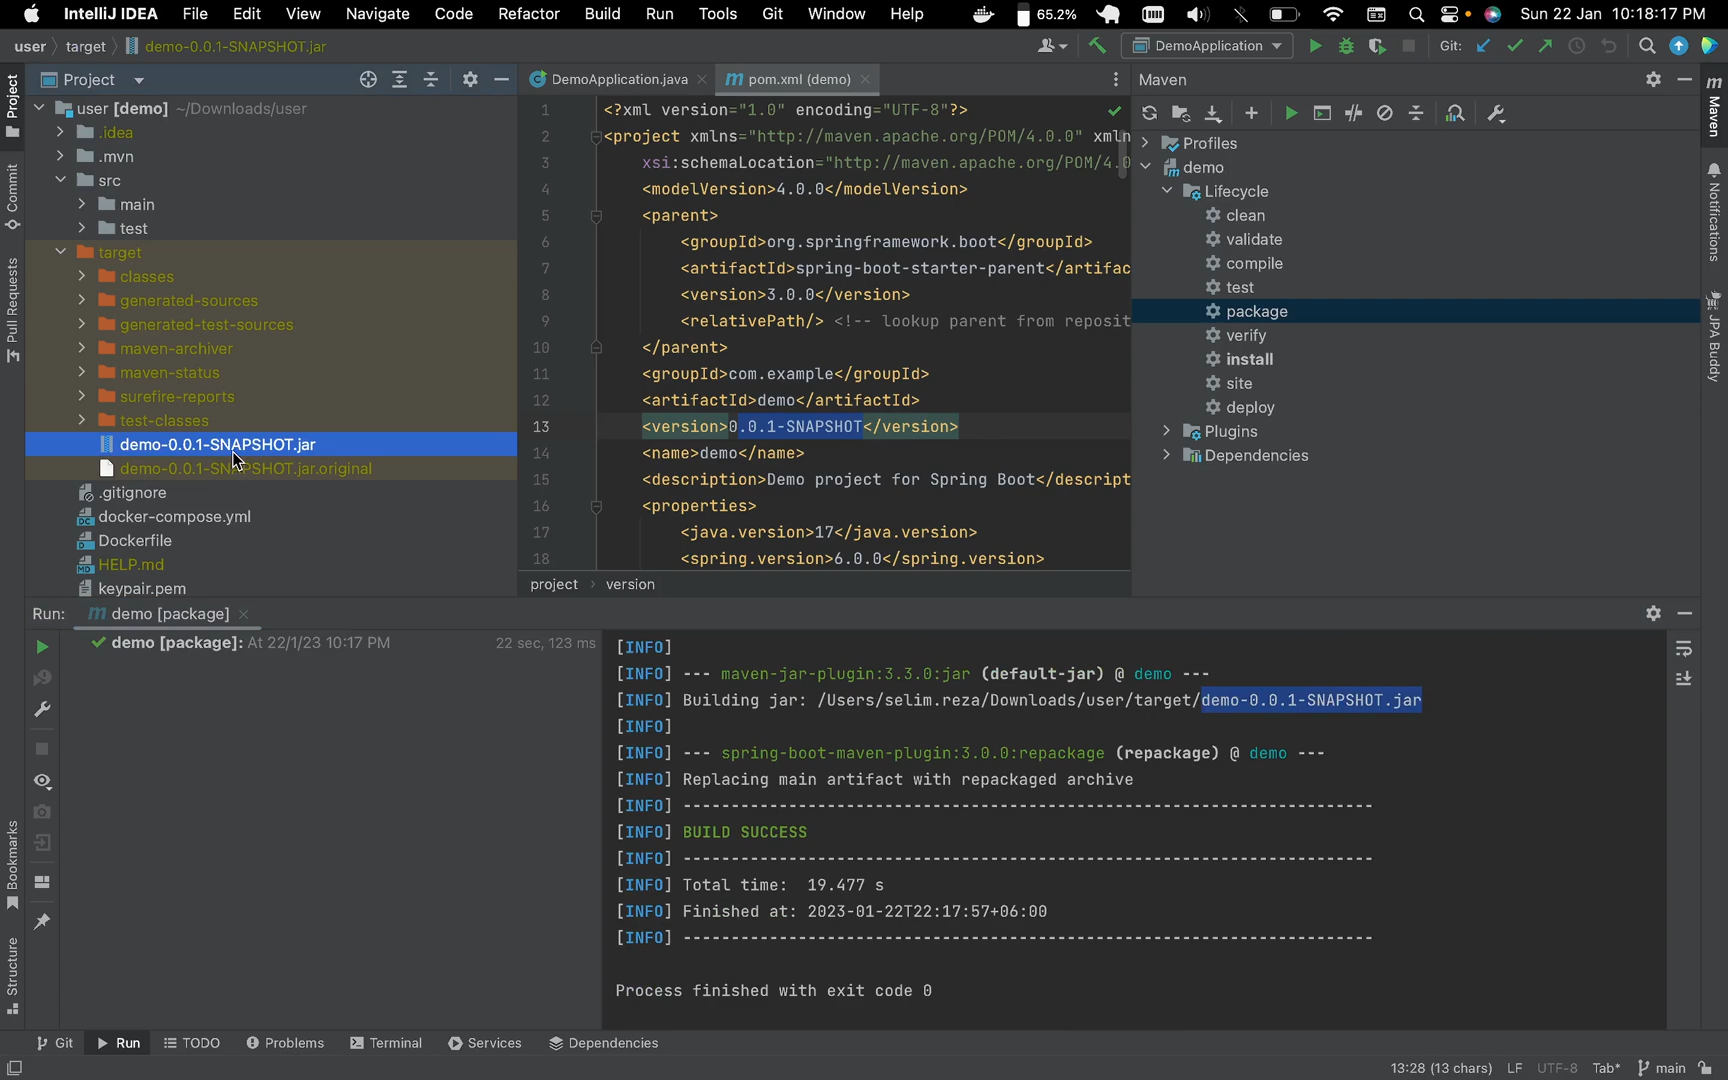 IntelliJ IDEA File Edit View Navigate Code Refactor Build Run Tools Git Window Help 65.2% Sun 22 Jan 10:18:17 PM
user target demo-0.0.1-SNAPSHOT.jar DemoApplication Git:
Project
DemoApplication.java pom.xml (demo)
Maven
Project
Commit
Pull Requests
Bookmarks
Structure
user [demo] ~/Downloads/user
.idea
.mvn
src
main
test
target
classes
generated-sources
generated-test-sources
maven-archiver
maven-status
surefire-reports
test-classes
demo-0.0.1-SNAPSHOT.jar
demo-0.0.1-SNAPSHOT.jar.original
.gitignore
docker-compose.yml
Dockerfile
HELP.md
keypair.pem
1 <?xml version="1.0" encoding="UTF-8"?>
2 <project xmlns="http://maven.apache.org/POM/4.0.0" xmln
3 xsi:schemaLocation="http://maven.apache.org/POM/4.0
4 <modelVersion>4.0.0</modelVersion>
5 <parent>
6 <groupId>org.springframework.boot</groupId>
7 <artifactId>spring-boot-starter-parent</artifac
8 <version>3.0.0</version>
9 <relativePath/> <!-- lookup parent from reposit
10 </parent>
11 <groupId>com.example</groupId>
12 <artifactId>demo</artifactId>
13 <version>0.0.1-SNAPSHOT</version>
14 <name>demo</name>
15 <description>Demo project for Spring Boot</descript
16 <properties>
17 <java.version>17</java.version>
18 <spring.version>6.0.0</spring.version>
project version
Profiles
demo
Lifecycle
clean
validate
compile
test
package
verify
install
site
deploy
Plugins
Dependencies
Maven
Notifications
JPA Buddy
Run: demo [package]
demo [package]: At 22/1/23 10:17 PM 22 sec, 123 ms
[INFO]
[INFO] --- maven-jar-plugin:3.3.0:jar (default-jar) @ demo ---
[INFO] Building jar: /Users/selim.reza/Downloads/user/target/demo-0.0.1-SNAPSHOT.jar
[INFO]
[INFO] --- spring-boot-maven-plugin:3.0.0:repackage (repackage) @ demo ---
[INFO] Replacing main artifact with repackaged archive
[INFO] ------------------------------------------------------------------------
[INFO] BUILD SUCCESS
[INFO] ------------------------------------------------------------------------
[INFO] Total time:  19.477 s
[INFO] Finished at: 2023-01-22T22:17:57+06:00
[INFO] ------------------------------------------------------------------------
Process finished with exit code 0
Git Run TODO Problems Terminal Services Dependencies
13:28 (13 chars) LF UTF-8 Tab* main